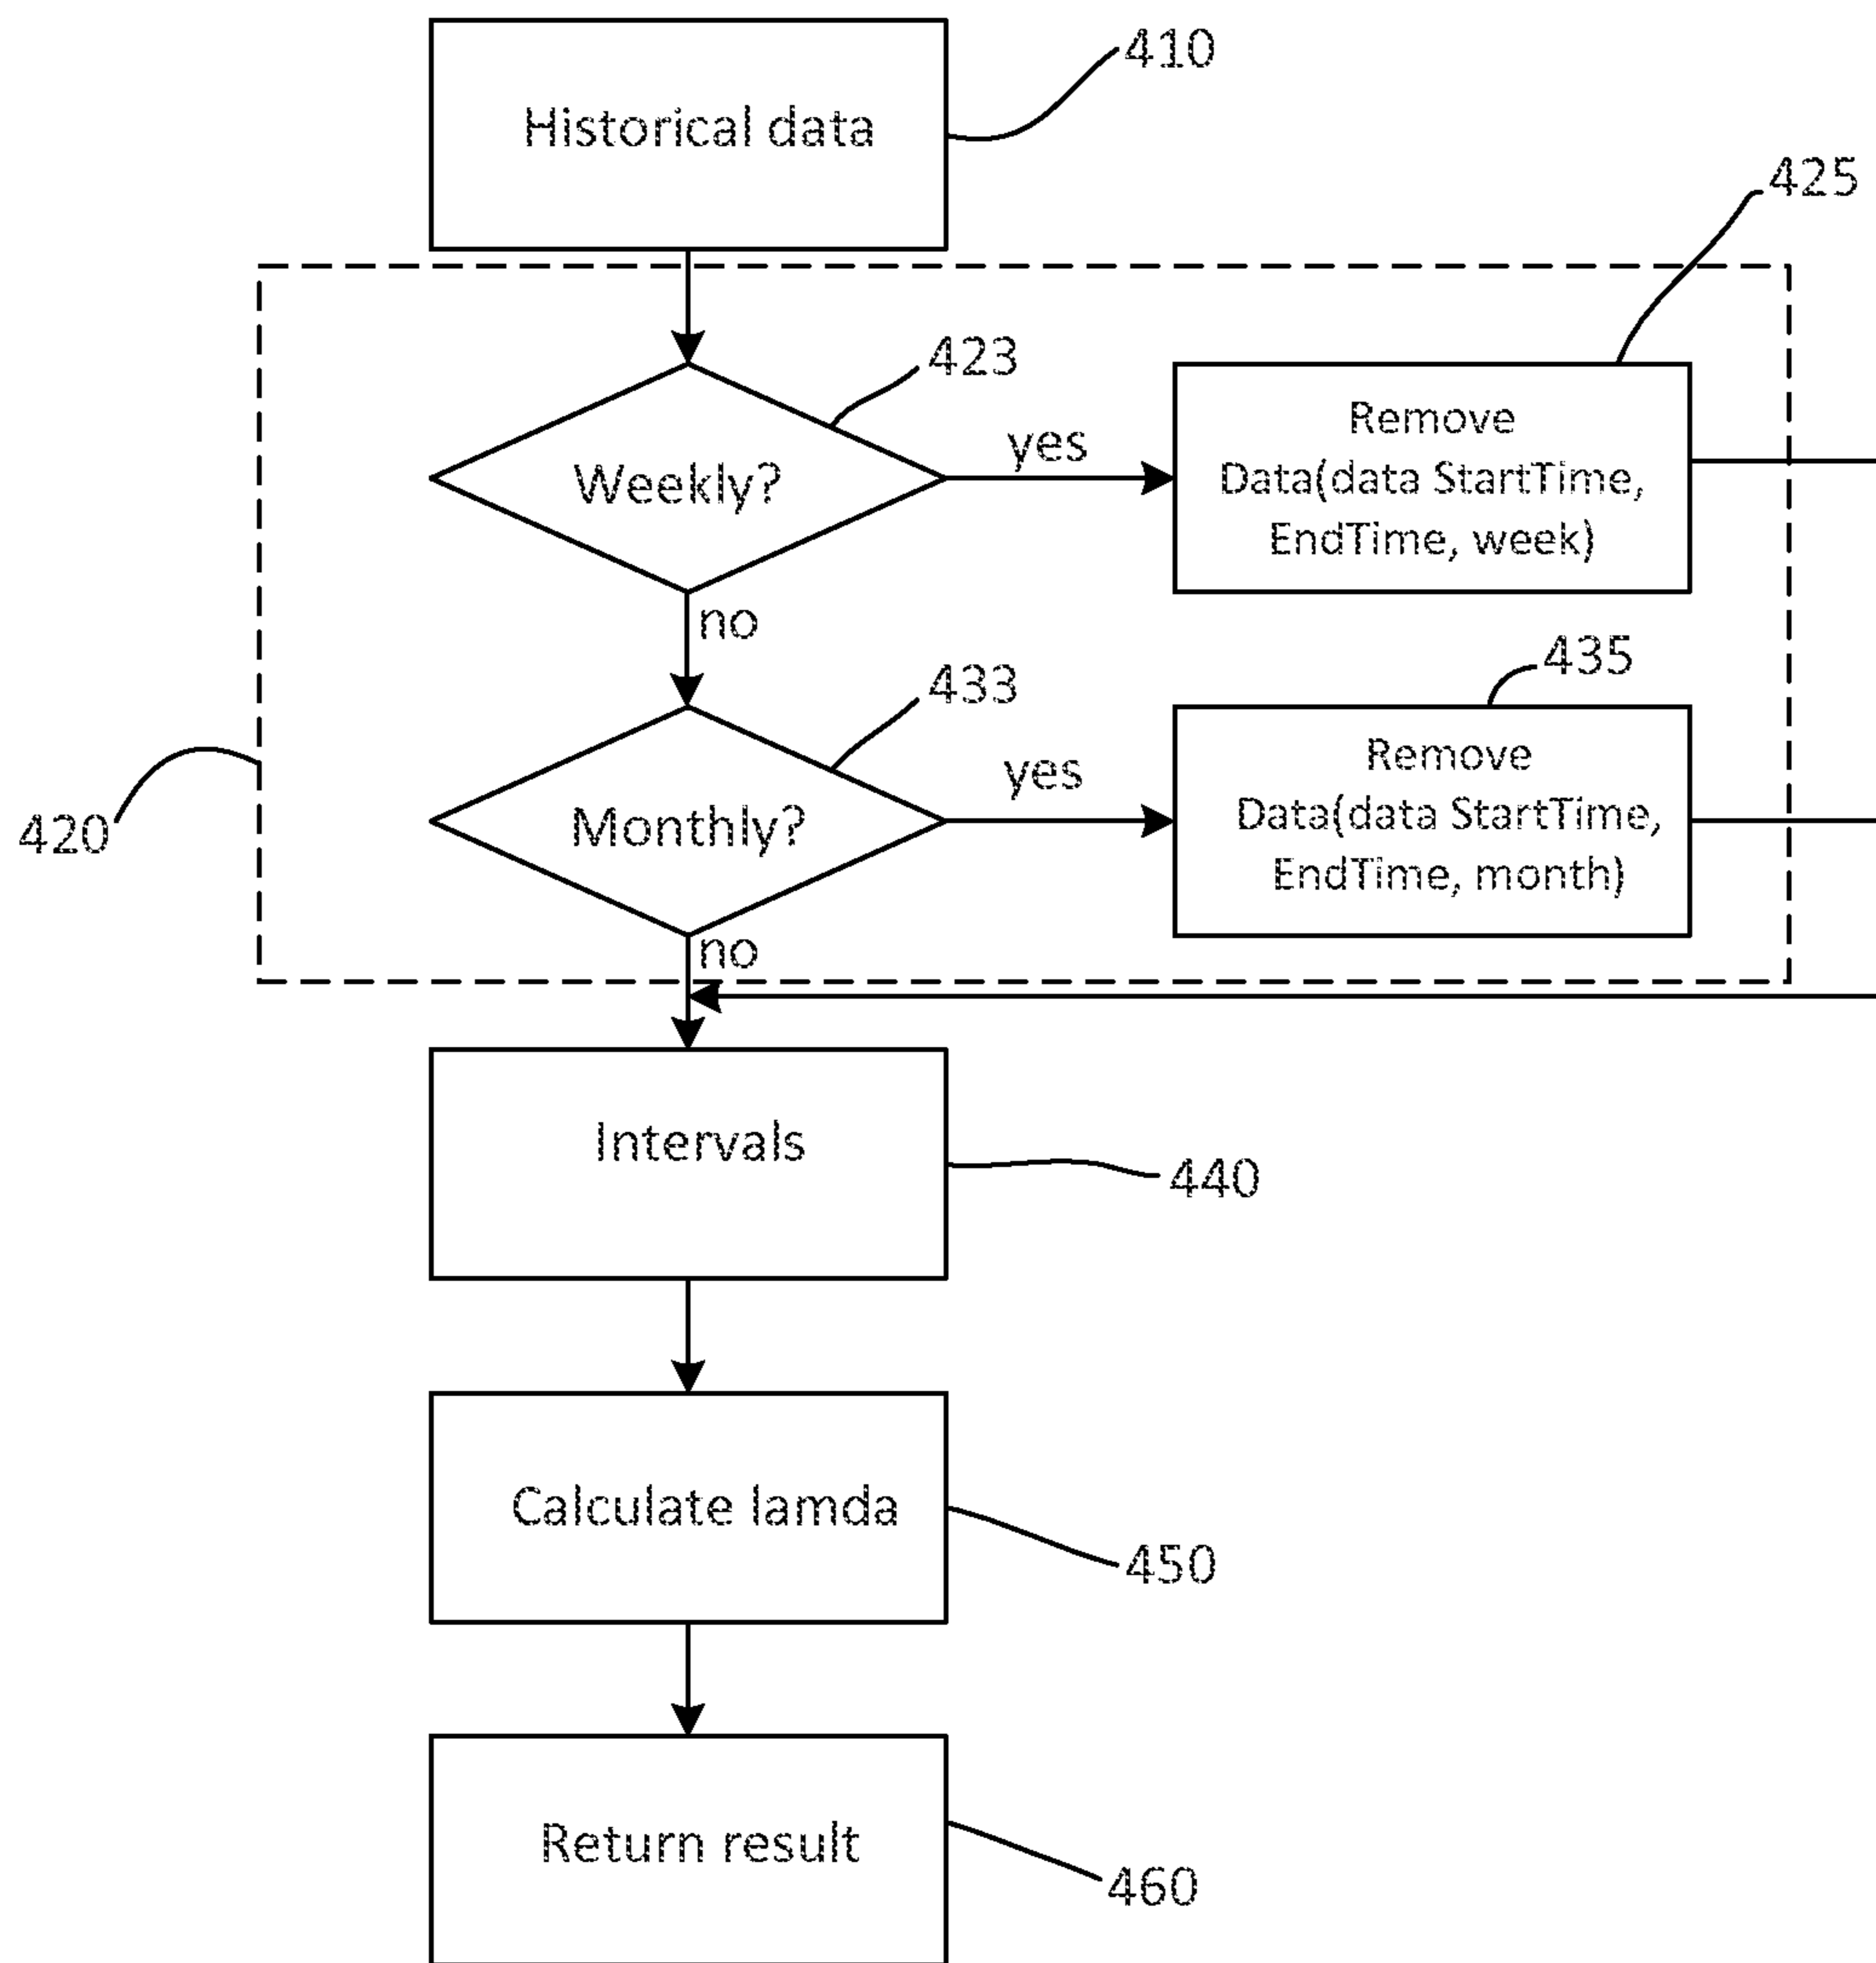 Historical data
410
425
423
Weekly?
yes
Remove
Data(data StartTime,
EndTime, week)
no
433
435
Monthly?
yes
Remove
Data(data StartTime,
EndTime, month)
420
no
Intervals
440
Calculate lamda
450
Return result
460